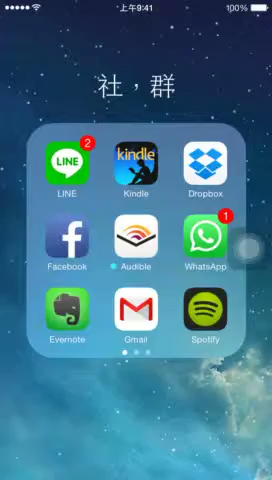 上午9:41
100%
社，群
2
LINE
kindle
LINE
Kindle
Dropbox
1
Facebook
Audible
WhatsApp
Evernote
Gmail
Spotify